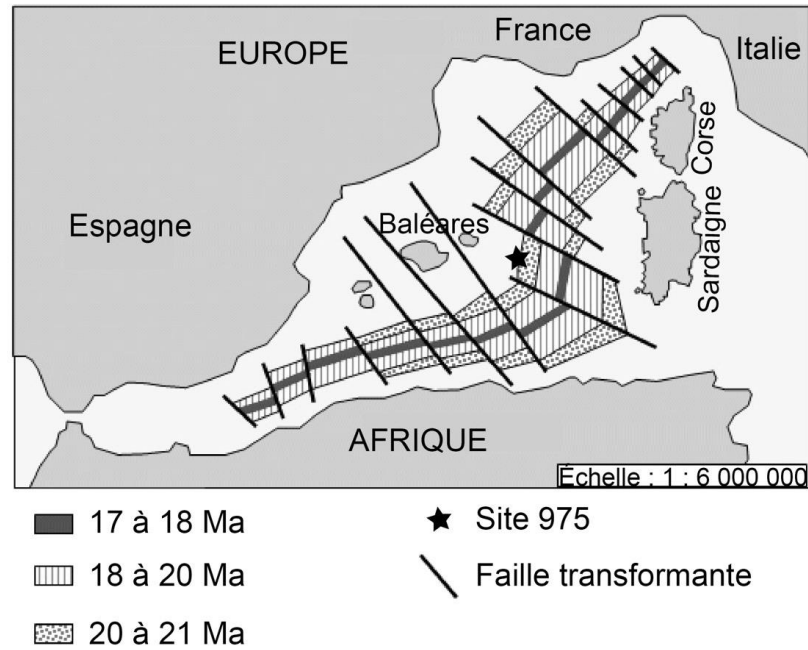 France
EUROPE
Italie
Corse
Espagne
Baléares
Sardaigne
AFRIQUE
Échelle : 1 : 6 000 000
17 à 18 Ma
Site 975
18 à 20 Ma
Faille transformante
20 à 21 Ma